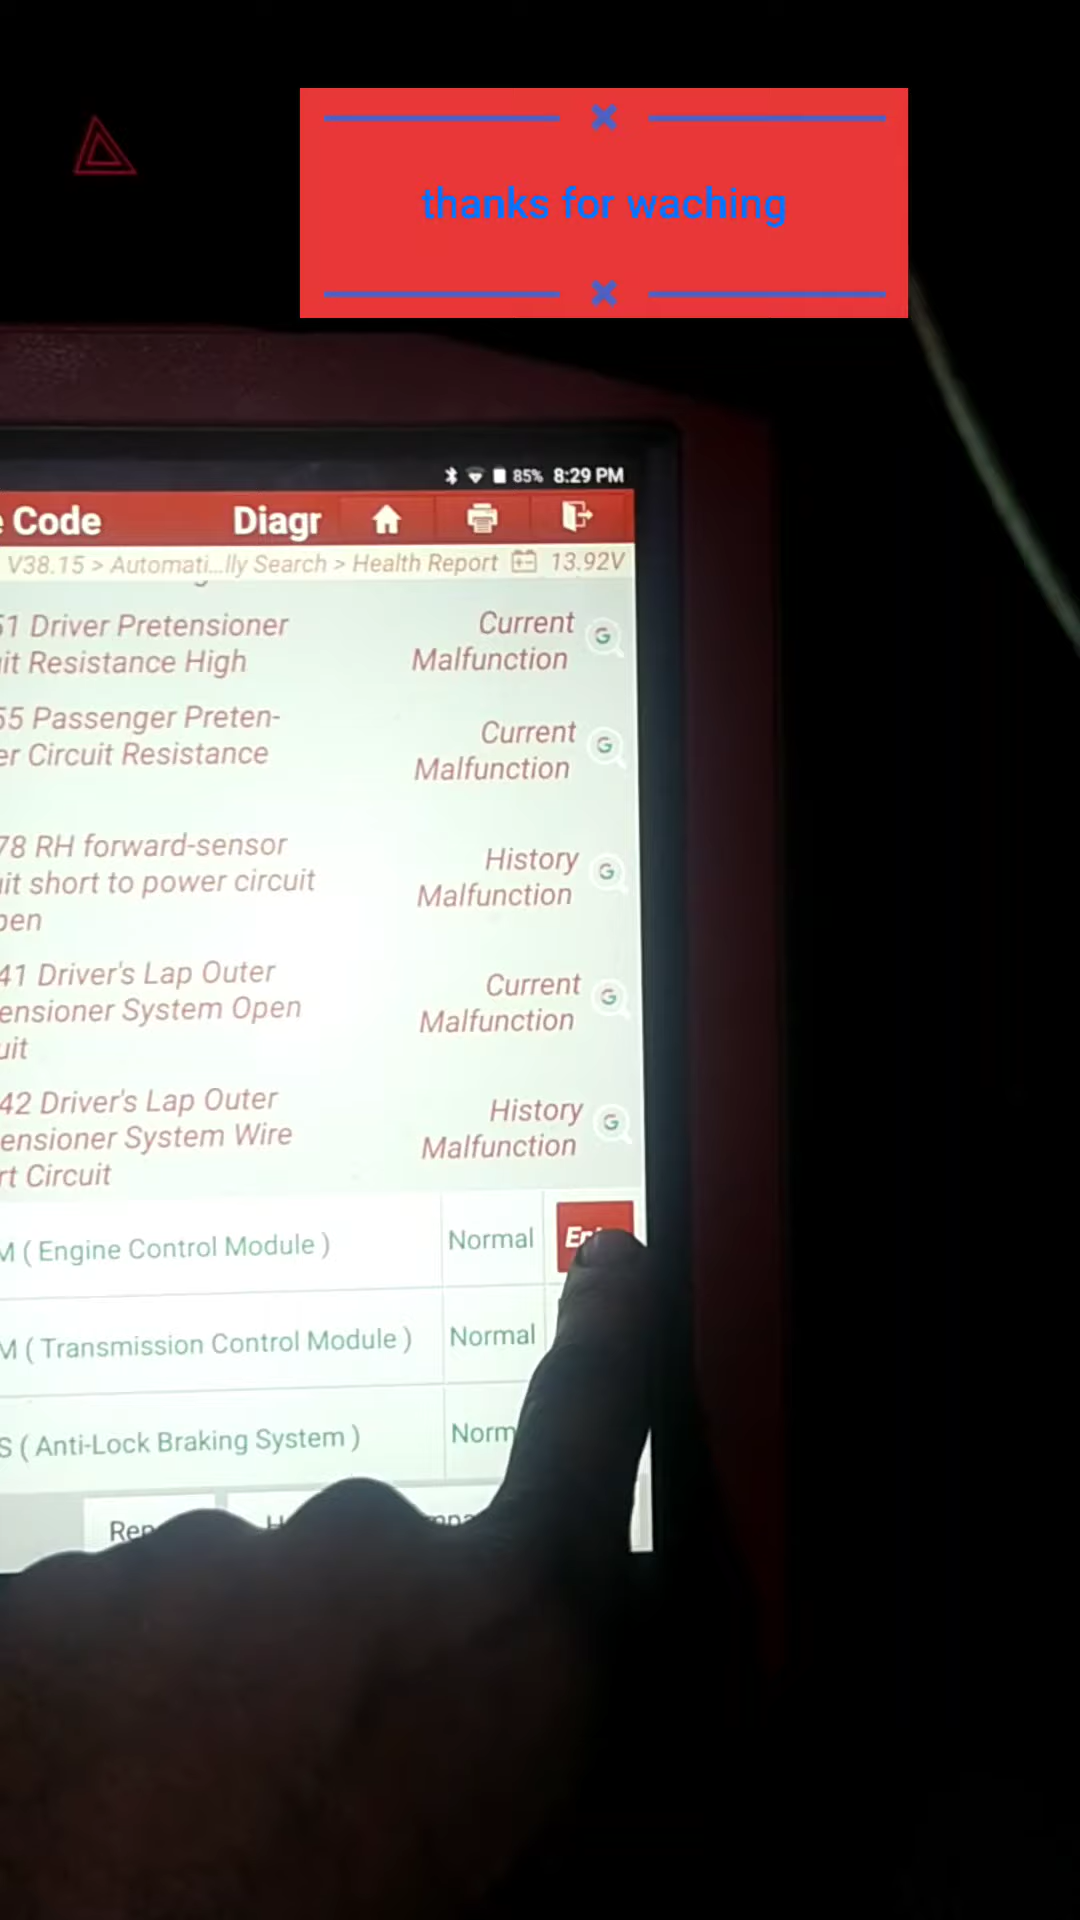 thanks for waching
85% 8:29 PM
e Code Diagr
V38.15 > Automati...lly Search > Health Report 13.92V
51 Driver Pretensioner Current
it Resistance High Malfunction
55 Passenger Preten- Current
er Circuit Resistance Malfunction
78 RH forward-sensor History
uit short to power circuit Malfunction
pen
41 Driver's Lap Outer Current
ensioner System Open Malfunction
uit
42 Driver's Lap Outer History
ensioner System Wire Malfunction
rt Circuit
M ( Engine Control Module ) Normal
M ( Transmission Control Module ) Normal
S ( Anti-Lock Braking System ) Norm
Rep